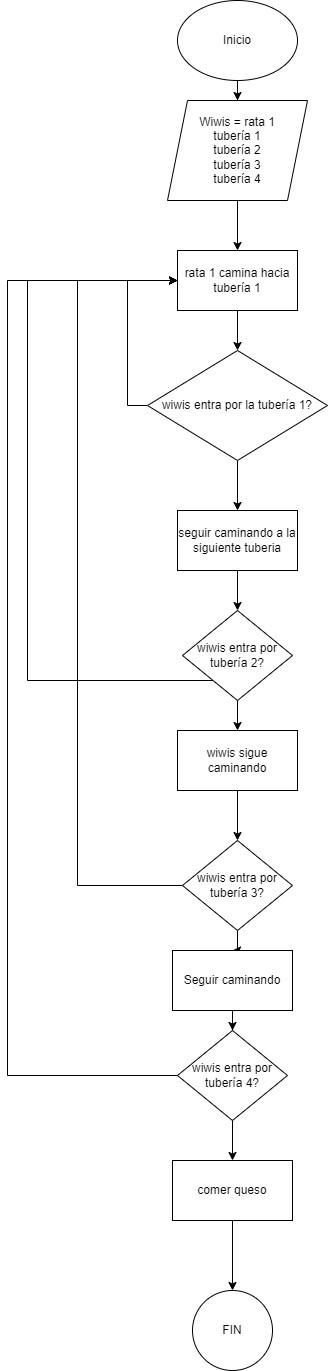 Inicio
Wiwis = rata 1
tubería 1
tubería 2
tubería 3
tubería 4
rata 1 camina hacia
tubería 1
wiwis entra por la tubería 1?
seguir caminando a la
siguiente tuberia
wiwis entra por
tubería 2?
wiwis sigue
caminando
wiwis entra por
tubería 3?
Seguir caminando
wiwis entra por
tubería 4?
comer queso
FIN